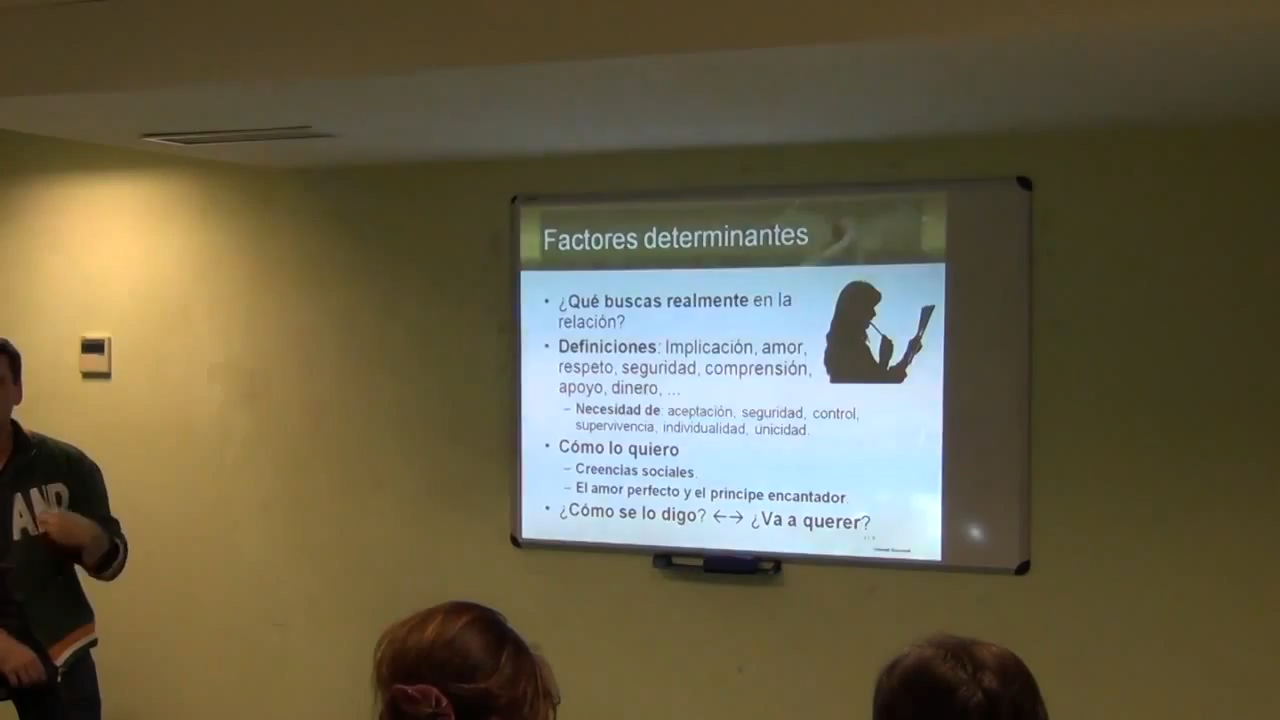 Factores determinantes
• ¿Qué buscas realmente en la
relación?
• Definiciones: Implicación, amor,
respeto, seguridad, comprensión,
apoyo, dinero, ...
– Necesidad de: aceptación, seguridad, control,
supervivencia, individualidad, unicidad.
• Cómo lo quiero
– Creencias sociales.
– El amor perfecto y el principe encantador.
• ¿Cómo se lo digo? ←→ ¿Va a querer?